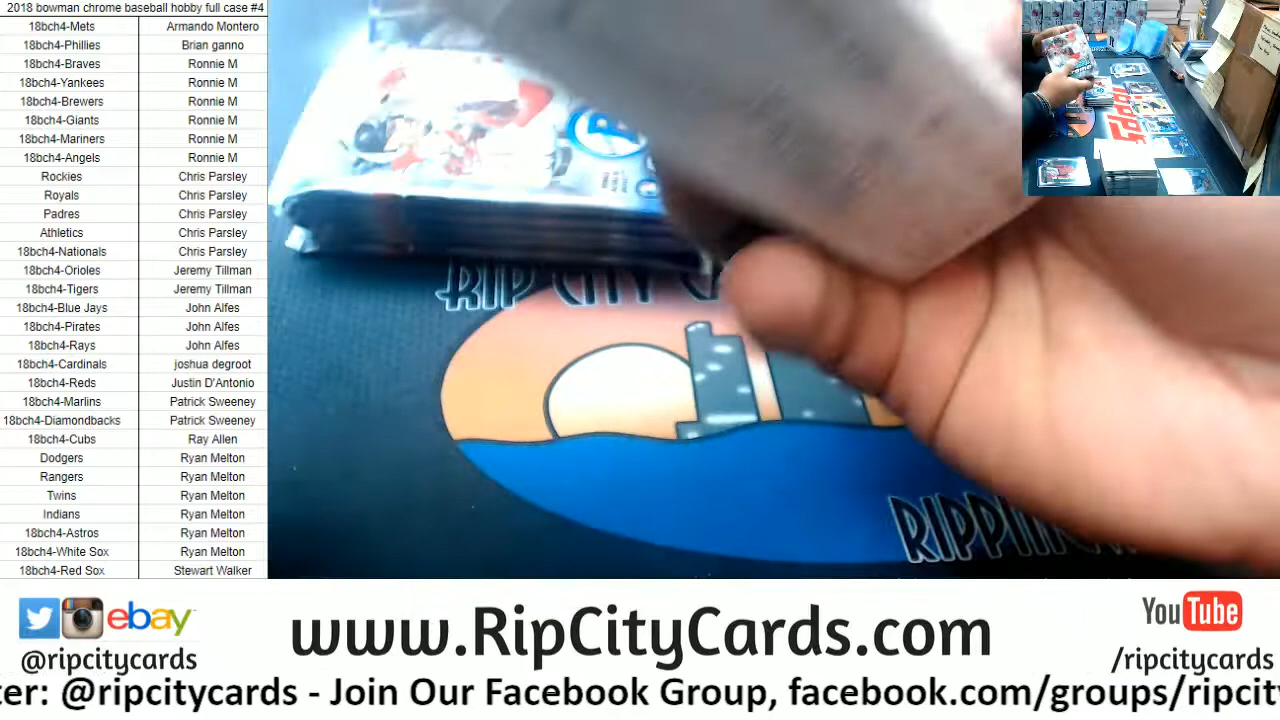 2018 bowman chrome baseball hobby full case #4
18bch4-Mets Armando Montero
18bch4-Phillies Brian ganno
18bch4-Braves Ronnie M
18bch4-Yankees Ronnie M
18bch4-Brewers Ronnie M
18bch4-Giants Ronnie M
18bch4-Mariners Ronnie M
18bch4-Angels Ronnie M
Rockies Chris Parsley
Royals Chris Parsley
Padres Chris Parsley
Athletics Chris Parsley
18bch4-Nationals Chris Parsley
18bch4-Orioles Jeremy Tillman
18bch4-Tigers Jeremy Tillman
18bch4-Blue Jays John Alfes
18bch4-Pirates John Alfes
18bch4-Rays John Alfes
18bch4-Cardinals joshua degroot
18bch4-Reds Justin D'Antonio
18bch4-Marlins Patrick Sweeney
18bch4-Diamondbacks Patrick Sweeney
18bch4-Cubs Ray Allen
Dodgers Ryan Melton
Rangers Ryan Melton
Twins Ryan Melton
Indians Ryan Melton
18bch4-Astros Ryan Melton
18bch4-White Sox Ryan Melton
18bch4-Red Sox Stewart Walker
RIP CITY
TOPPS
ebay
@ripcitycards
www.RipCityCards.com
YouTube
/ripcitycards
ter: @ripcitycards - Join Our Facebook Group, facebook.com/groups/ripcity